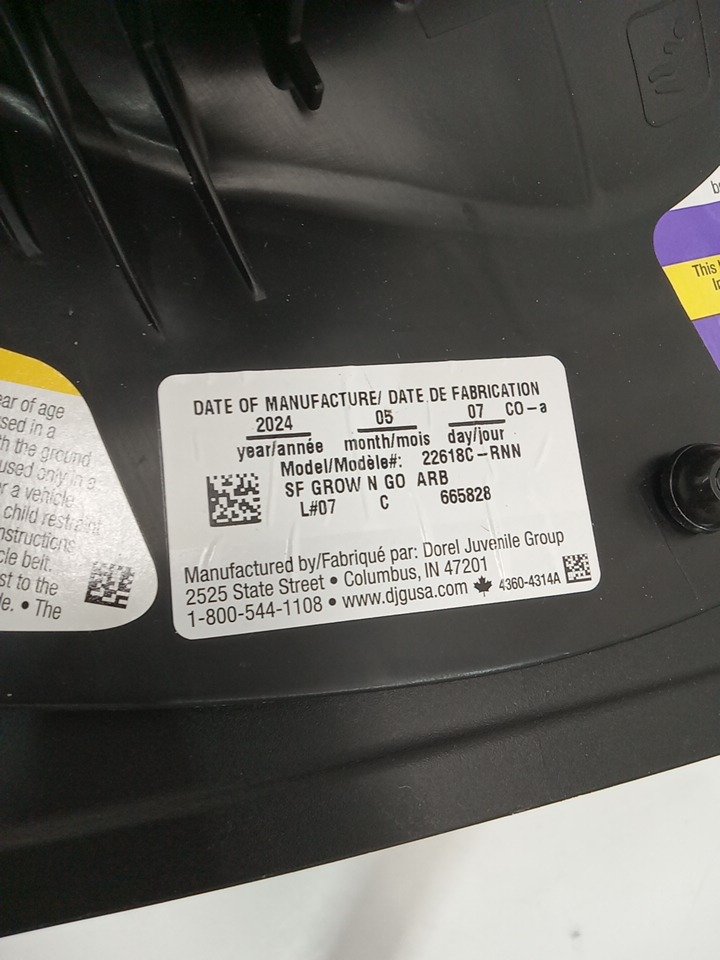 DATE OF MANUFACTURE/ DATE DE FABRICATION
2024 05 07 CO-a
year/année month/mois day/jour
Model/Modèle#: 22618C-RNN
SF GROW N GO ARB
L#07 C 665828
Manufactured by/Fabriqué par: Dorel Juvenile Group
2525 State Street • Columbus, IN 47201
1-800-544-1108 • www.djgusa.com 4360-4314A
ear of age
used in a
th the ground
used only in a
r a vehicle
child restraint
instructions
cle belt.
st to the
le. • The
This